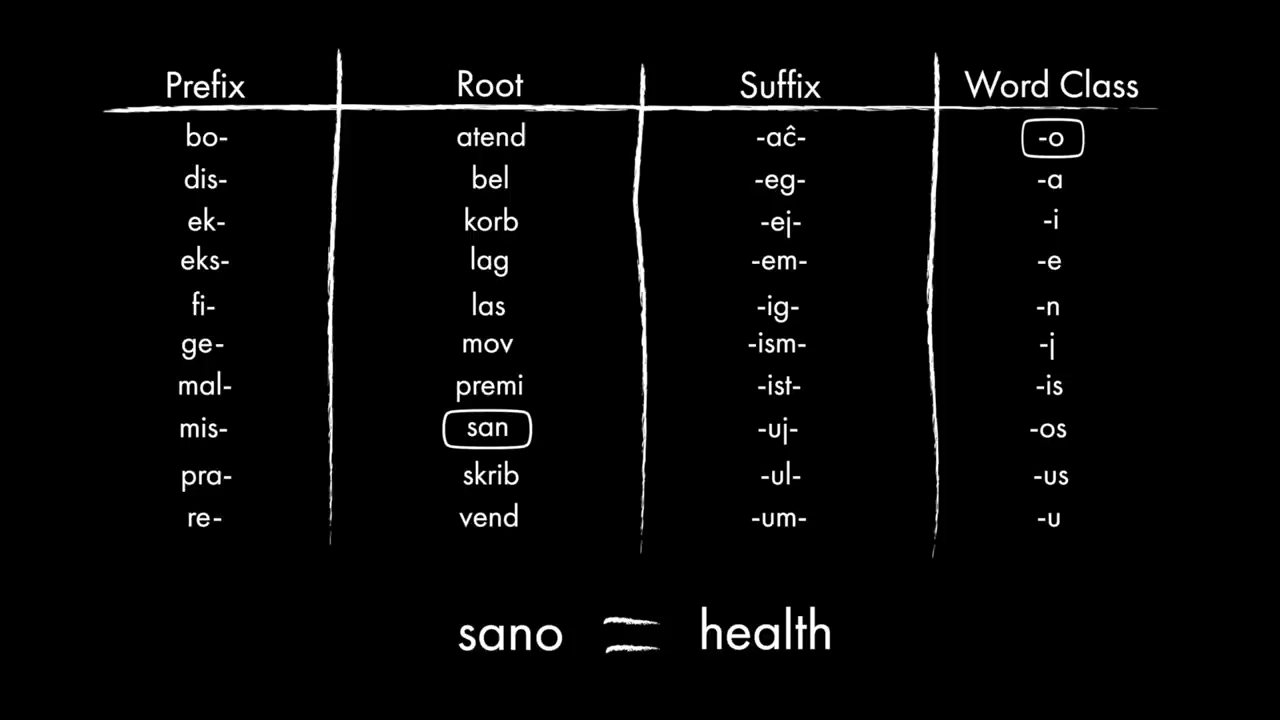 Prefix Root Suffix Word Class
bo- atend -aĉ- -o
dis- bel -eg- -a
ek- korb -ej- -i
eks- lag -em- -e
fi- las -ig- -n
ge- mov -ism- -j
mal- premi -ist- -is
mis- san -uj- -os
pra- skrib -ul- -us
re- vend -um- -u
sano = health